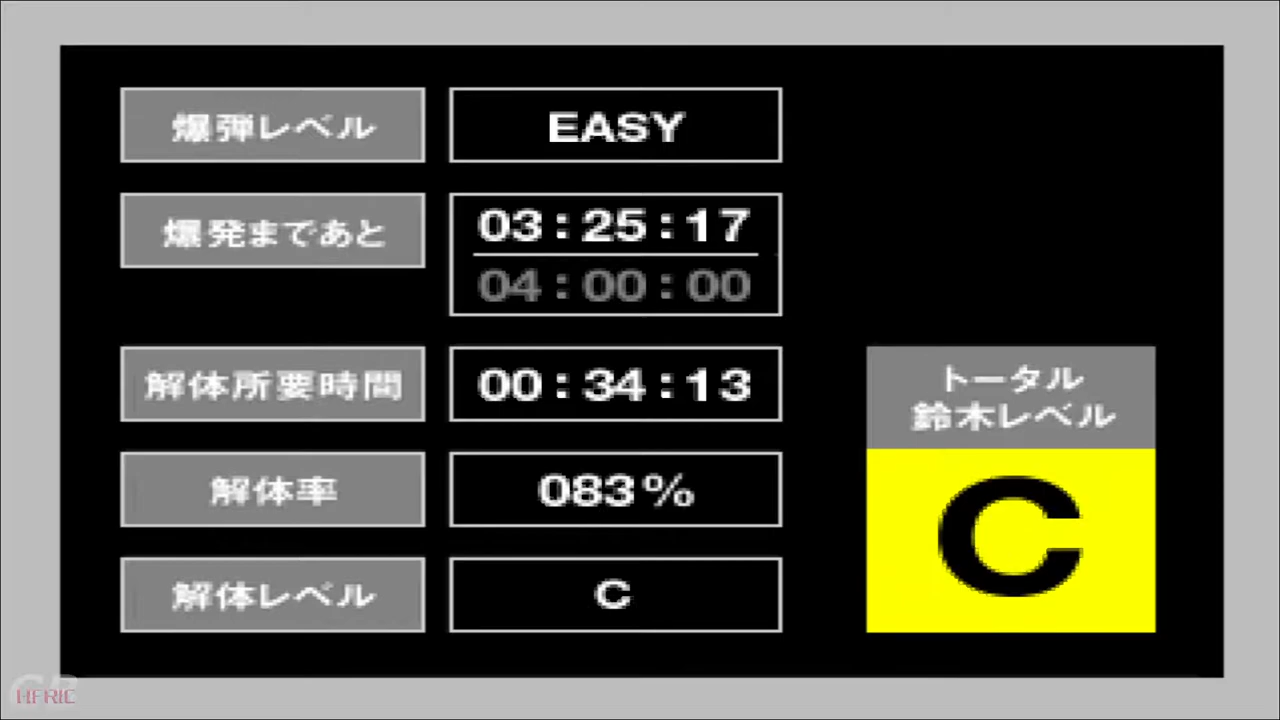 爆弾レベル
EASY
爆発まであと
03:25:17
04:00:00
解体所要時間
00:34:13
解体率
083%
解体レベル
C
トータル
鈴木レベル
C